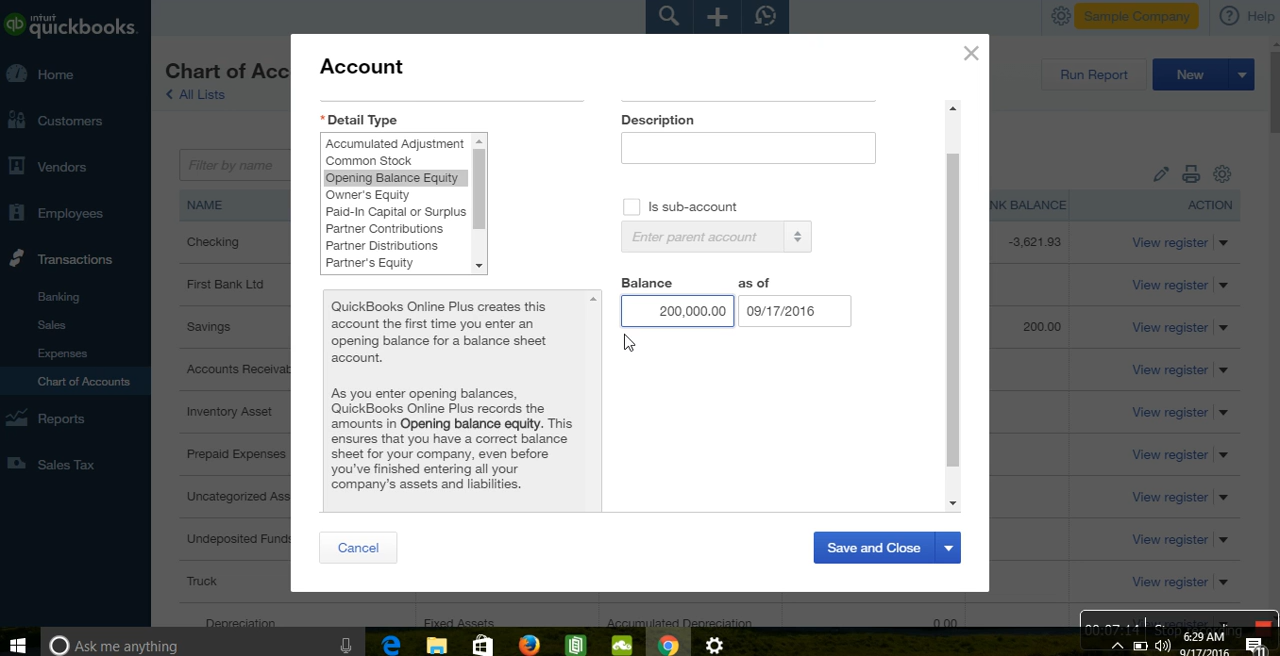 qb
intuit
quickbooks.
Sample Company
Help
Home
Customers
Vendors
Employees
Transactions
Banking
Sales
Expenses
Chart of Accounts
Reports
Sales Tax
Chart of Acc
All Lists
Run Report
New
Filter by name
NAME
NK BALANCE
ACTION
Checking
-3,621.93
View register
First Bank Ltd
View register
Savings
200.00
View register
Accounts Receivab
View register
Inventory Asset
View register
Prepaid Expenses
View register
Uncategorized Ass
View register
Undeposited Funds
View register
Truck
View register
Depreciation
Fixed Assets
Accumulated Depreciation
0.00
Account
*Detail Type
Accumulated Adjustment
Common Stock
Opening Balance Equity
Owner's Equity
Paid-In Capital or Surplus
Partner Contributions
Partner Distributions
Partner's Equity
QuickBooks Online Plus creates this
account the first time you enter an
opening balance for a balance sheet
account.
As you enter opening balances,
QuickBooks Online Plus records the
amounts in Opening balance equity. This
ensures that you have a correct balance
sheet for your company, even before
you've finished entering all your
company's assets and liabilities.
Description
Is sub-account
Enter parent account
Balance
as of
200,000.00
09/17/2016
Cancel
Save and Close
00:07:14
Ask me anything
6:29 AM
9/17/2016